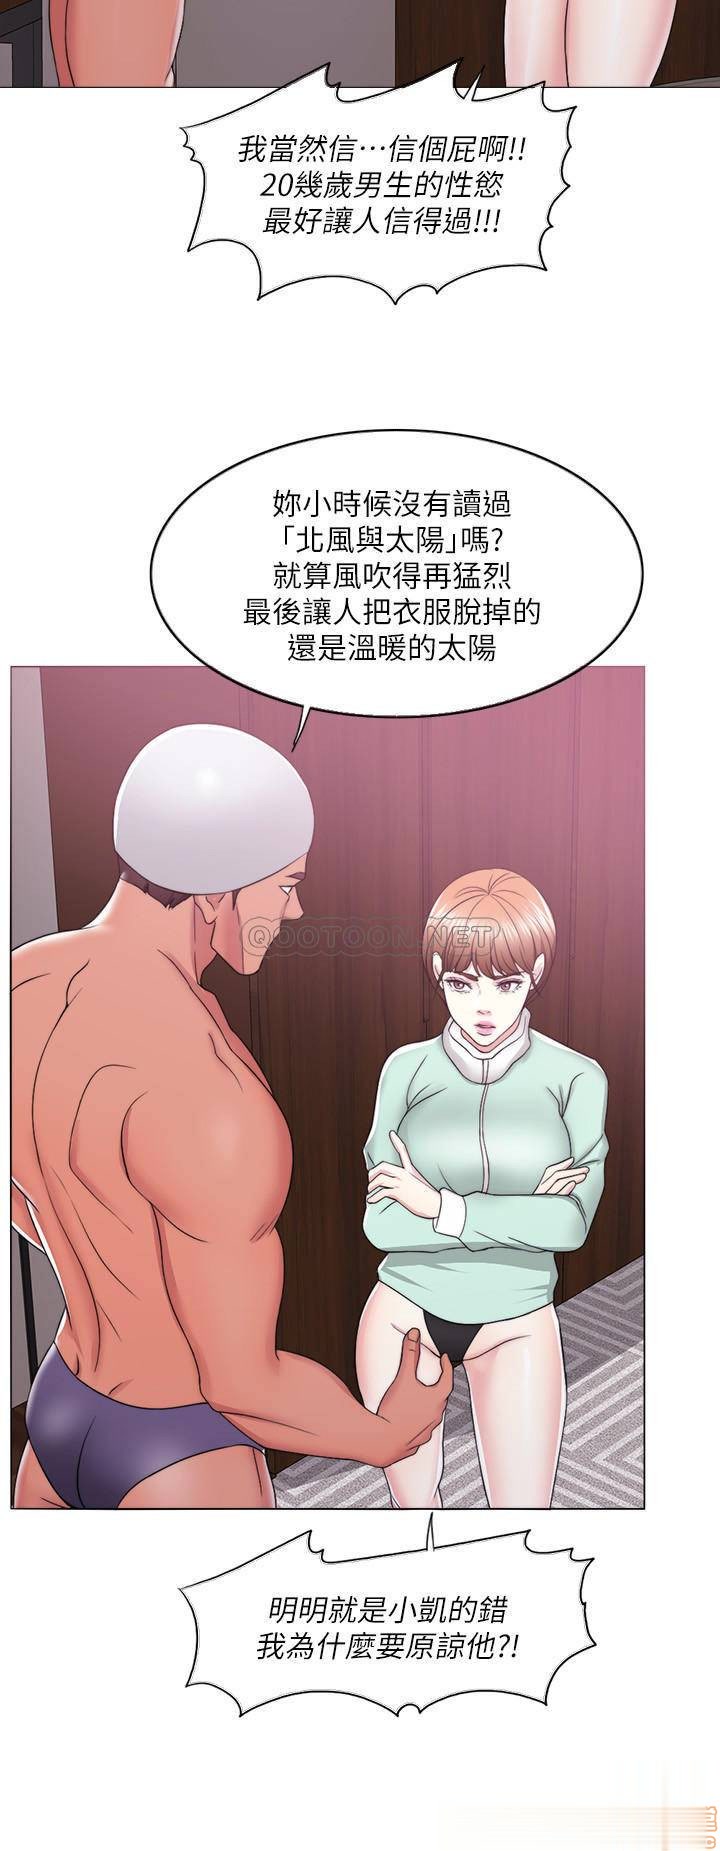 我當然信…信個屁啊!!
20幾歲男生的性慾
最好讓人信得過!!!
妳小時候沒有讀過
「北風與太陽」嗎?
就算風吹得再猛烈
最後讓人把衣服脫掉的
還是溫暖的太陽
QOOTOON.NET
明明就是小凱的錯
我為什麼要原諒他?!